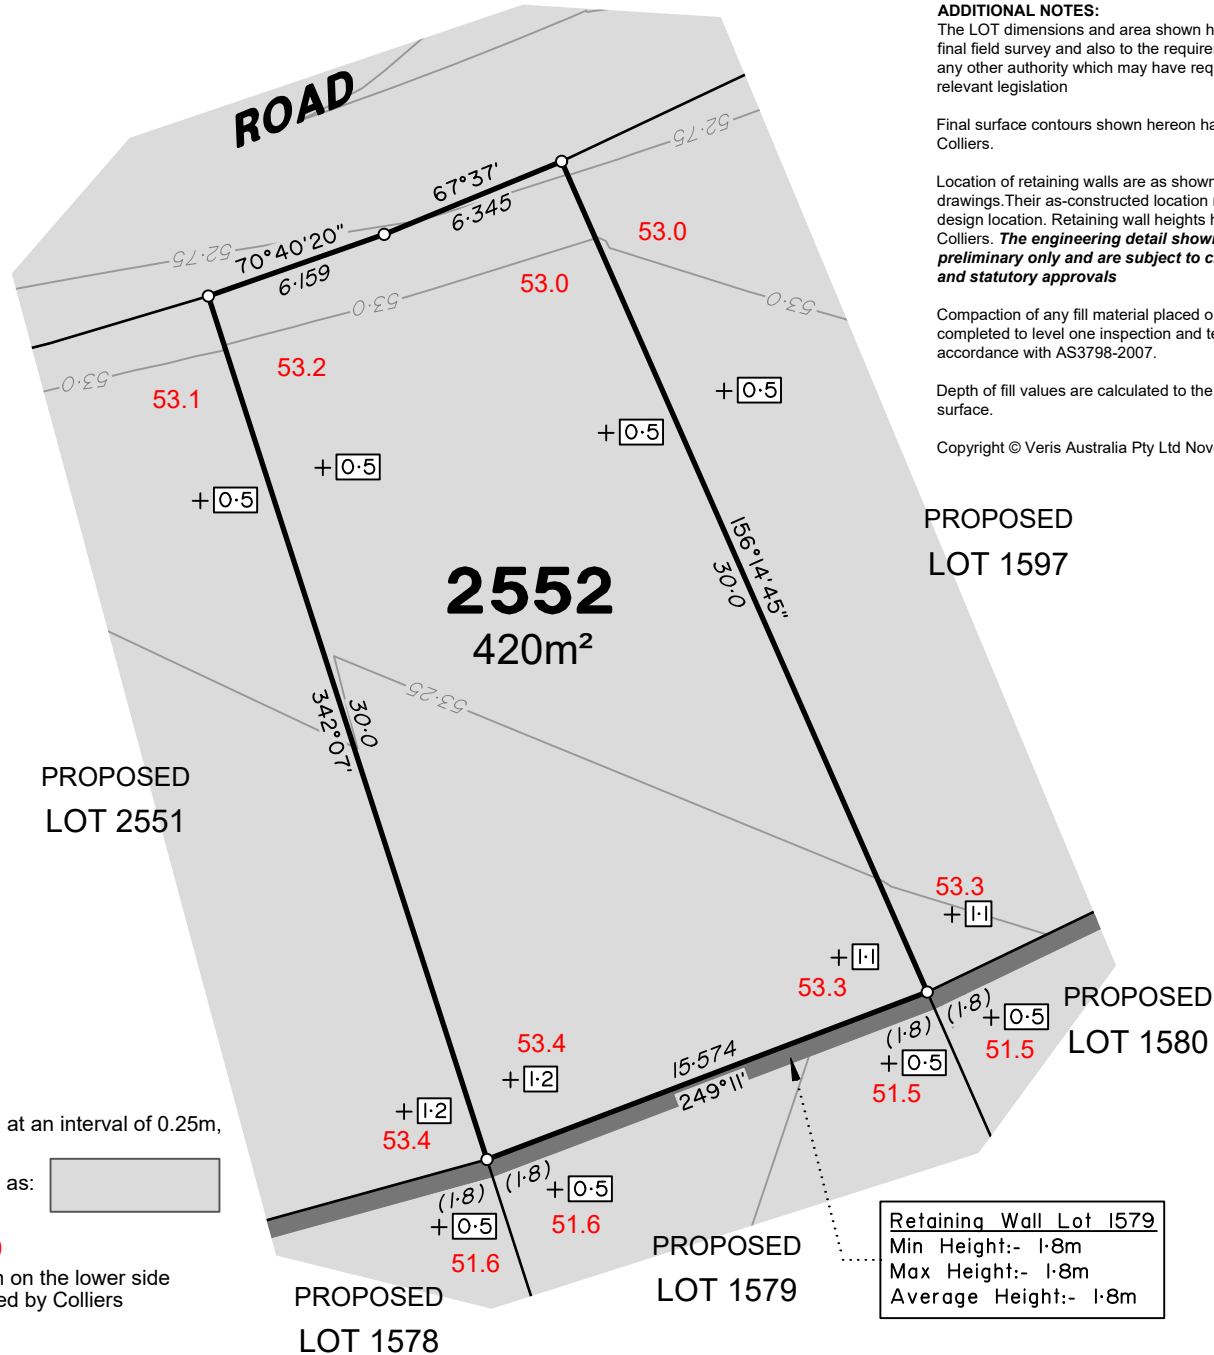 ADDITIONAL NOTES:
The LOT dimensions and area shown h
final field survey and also to the require
any other authority which may have req
relevant legislation
Final surface contours shown hereon ha
Colliers.
Location of retaining walls are as shown
drawings.Their as-constructed location
design location. Retaining wall heights h
Colliers. The engineering detail show
preliminary only and are subject to c
and statutory approvals
Compaction of any fill material placed o
completed to level one inspection and te
accordance with AS3798-2007.
Depth of fill values are calculated to the
surface.
Copyright © Veris Australia Pty Ltd Nov
ROAD
52·75
67°37'
6·345
53.0
52·75
70°40'20"
6·159
53.0
53·0
53·0
53·0
53.2
53.1
0·5
0·5
0·5
0·5
PROPOSED
LOT 1597
156°14'45"
30·0
2552
420m²
53·25
342°07'
30·0
PROPOSED
LOT 2551
53.3
1·1
1·1
53.3
PROPOSED
LOT 1580
(1·8)
0·5
51.5
(1·8)
0·5
51.5
53.4
1·2
15·574
249°11'
1·2
53.4
at an interval of 0.25m,
as:
(1·8)
0·5
51.6
(1·8)
0·5
51.6
)
n on the lower side
ed by Colliers
PROPOSED
LOT 1579
PROPOSED
LOT 1578
Retaining Wall Lot 1579
Min Height:- 1·8m
Max Height:- 1·8m
Average Height:- 1·8m